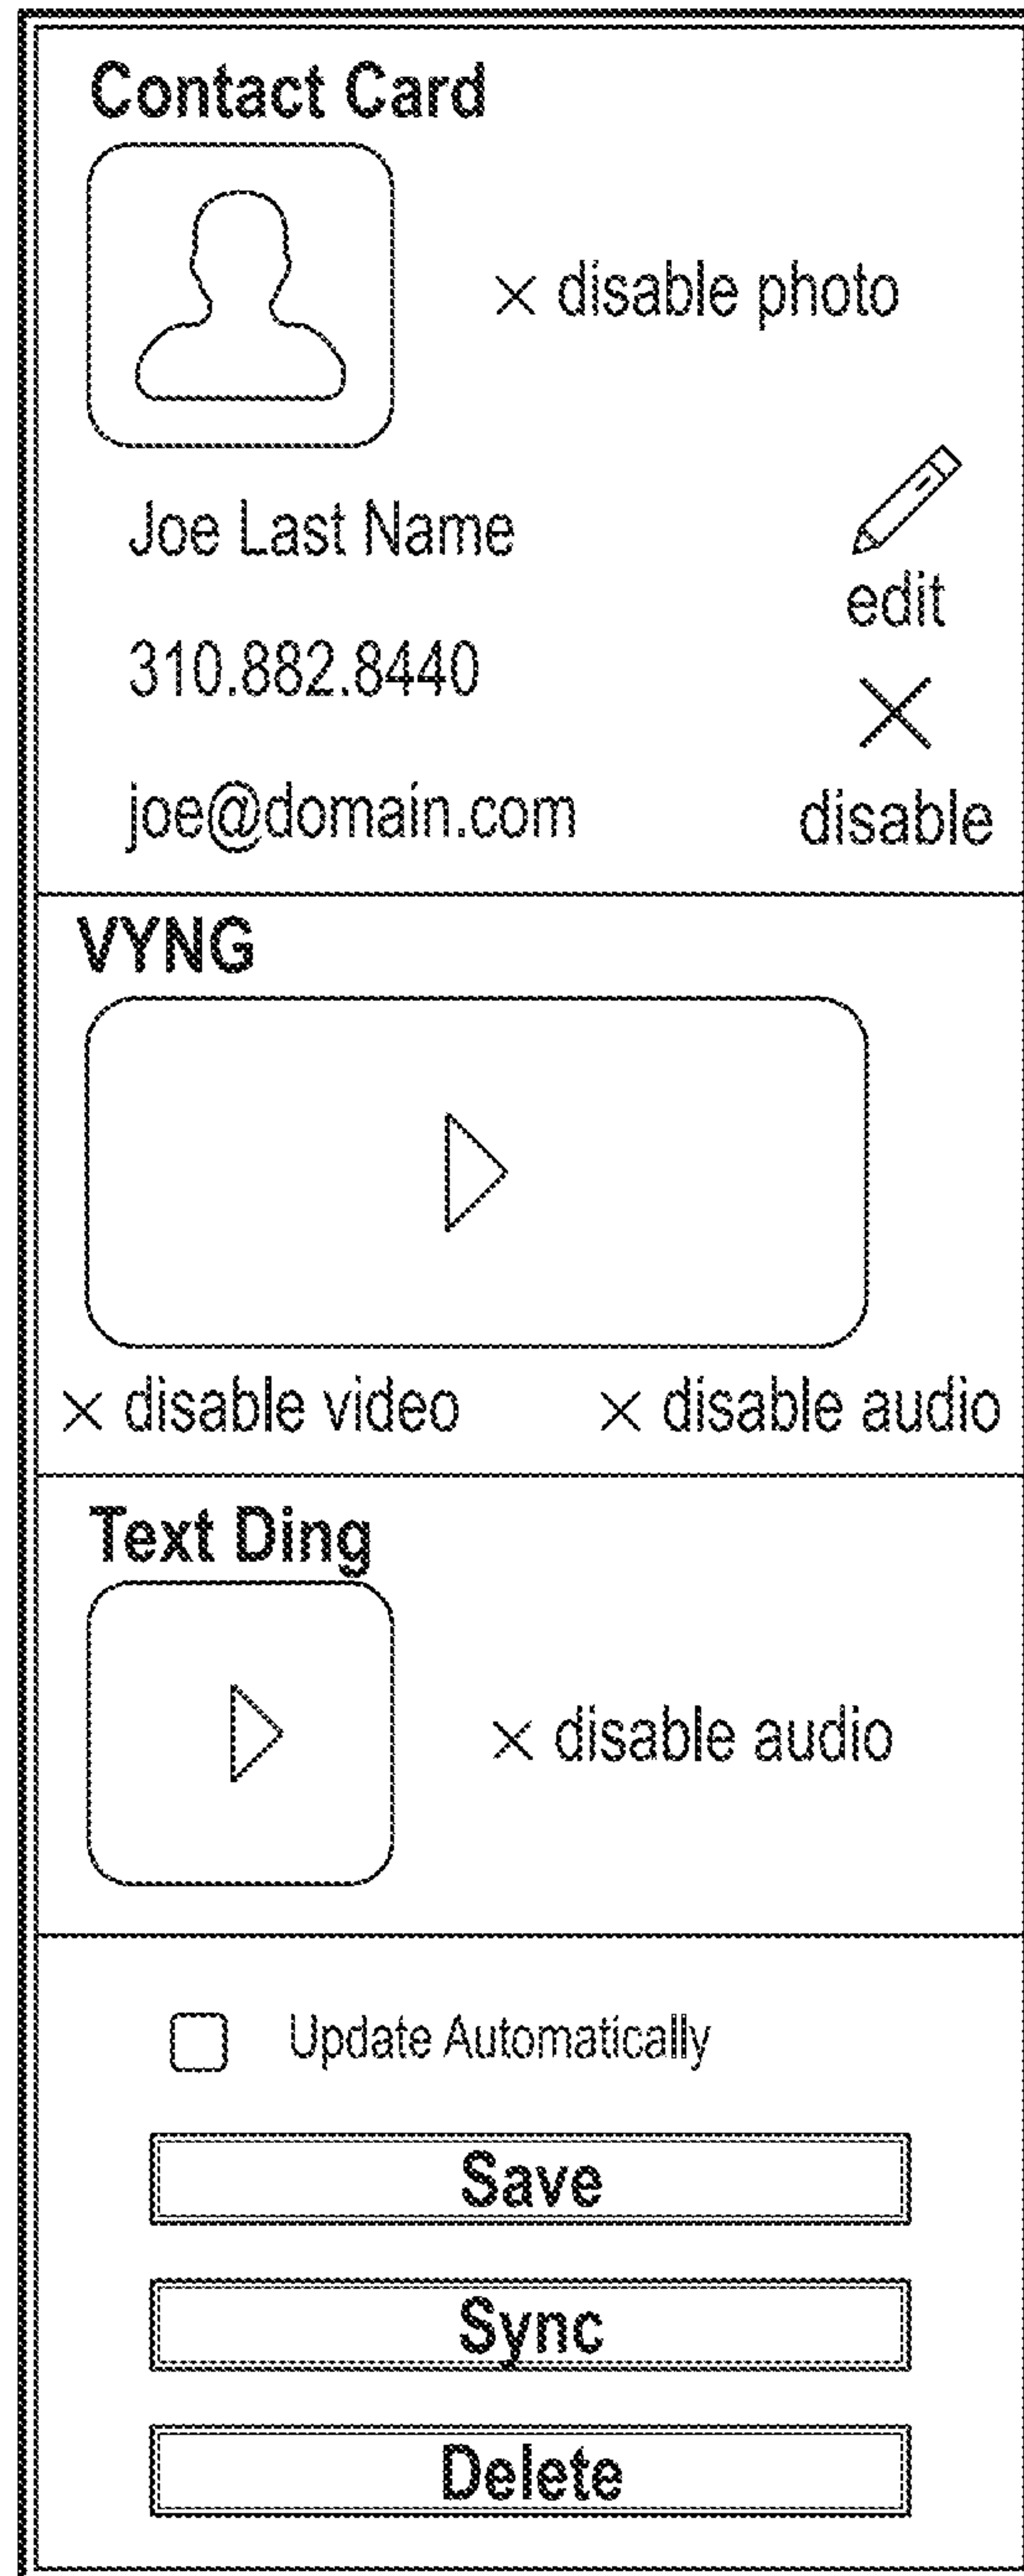 Contact Card
× disable photo
Joe Last Name
edit
310.882.8440
joe@domain.com
disable
VYNG
× disable video
× disable audio
Text Ding
× disable audio
Update Automatically
Save
Sync
Delete